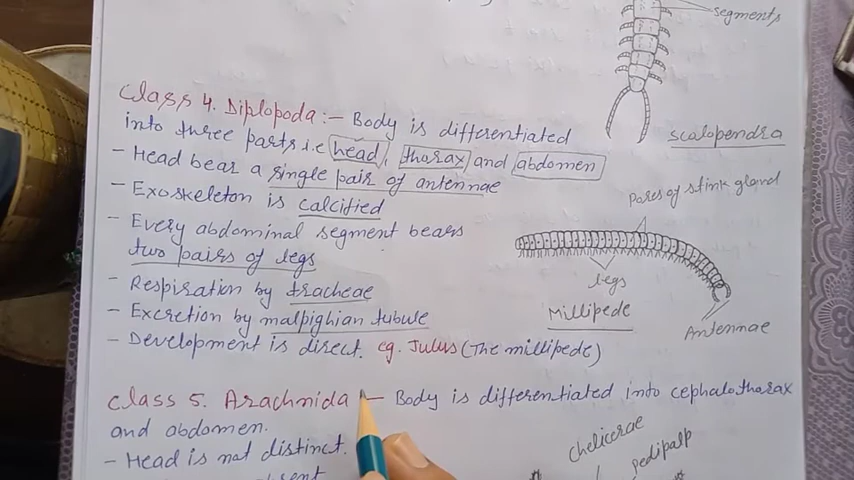 segments
Class 4. Diplopoda :- Body is differentiated
into three parts i.e head, thorax and abdomen
- Head bear a single pair of antennae
- Exoskeleton is calcified
- Every abdominal segment bears
two pairs of legs
- Respiration by tracheae
- Excretion by malpighian tubule
- Development is direct. eg. Julus (The millipede)
scalopendra
Pores of stink gland
legs
Millipede
Antennae
Class 5. Arachnida - Body is differentiated into cephalothorax
and abdomen.
- Head is not distinct.
chelicerae
pedipalp